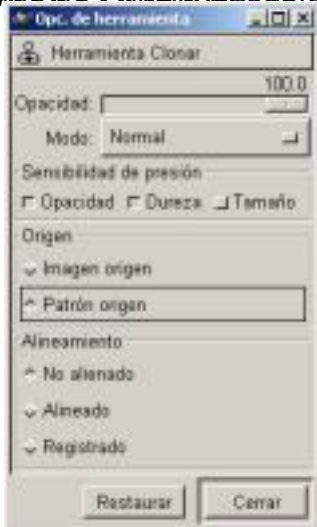 Opc. de herramienta
Herramienta Clonar
100.0
Opacidad:
Modo: Normal
Sensibilidad de presión
Opacidad Dureza Tamaño
Origen
Imagen origen
Patrón origen
Alineamiento
No alienado
Alineado
Registrado
Restaurar Cerrar